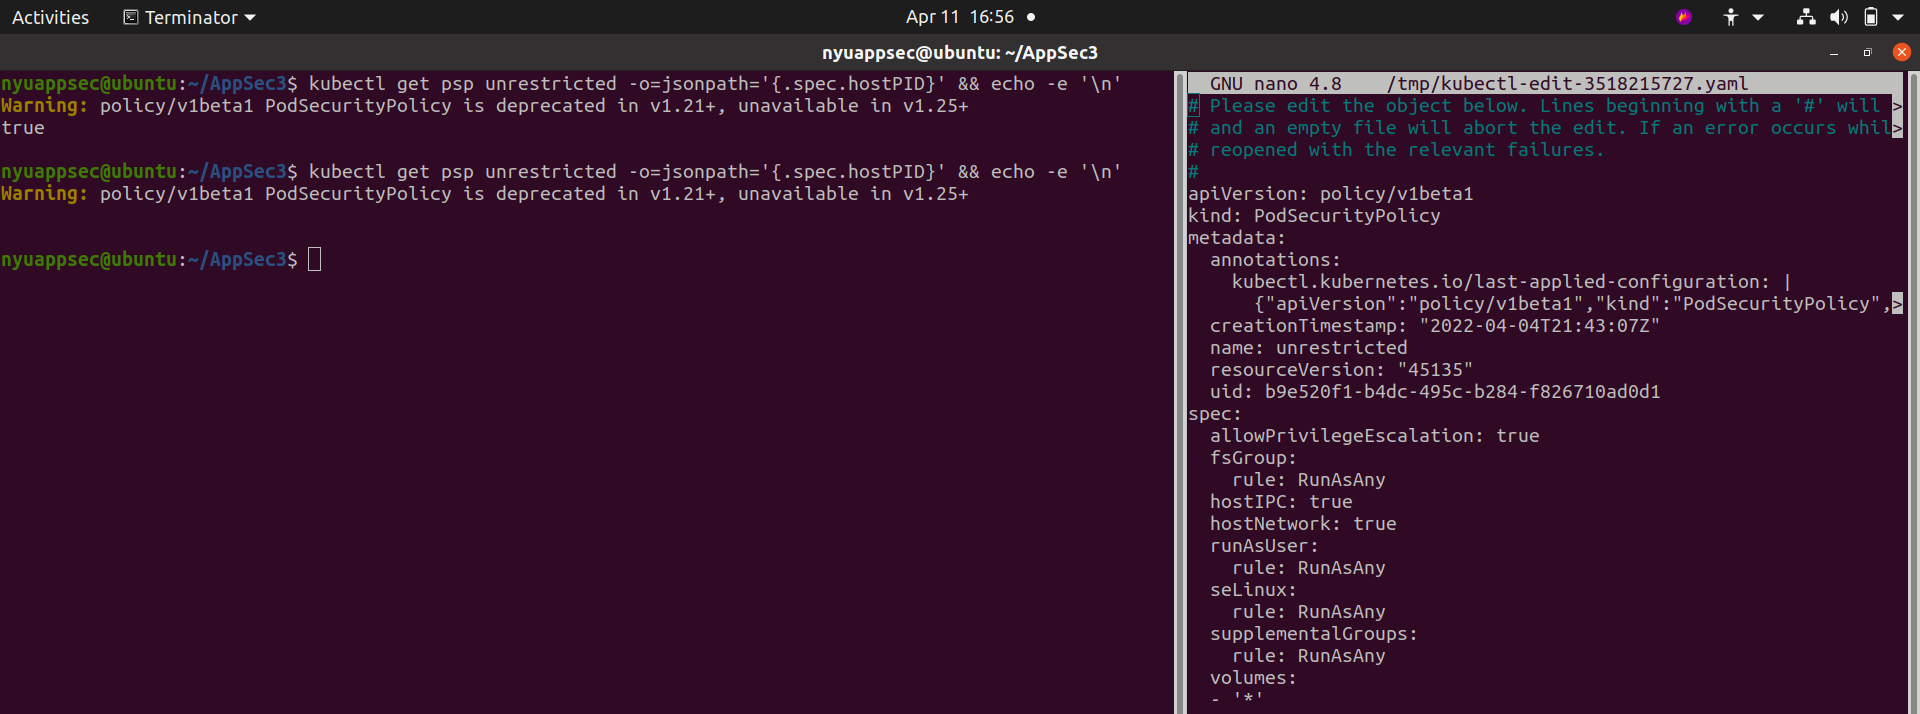 Activities
Terminator
Apr 11 16:56
nyuappsec@ubuntu: ~/AppSec3
nyuappsec@ubuntu:~/AppSec3$ kubectl get psp unrestricted -o=jsonpath='{.spec.hostPID}' && echo -e '\n'
Warning: policy/v1beta1 PodSecurityPolicy is deprecated in v1.21+, unavailable in v1.25+
true
nyuappsec@ubuntu:~/AppSec3$ kubectl get psp unrestricted -o=jsonpath='{.spec.hostPID}' && echo -e '\n'
Warning: policy/v1beta1 PodSecurityPolicy is deprecated in v1.21+, unavailable in v1.25+
nyuappsec@ubuntu:~/AppSec3$
GNU nano 4.8 /tmp/kubectl-edit-3518215727.yaml
# Please edit the object below. Lines beginning with a '#' will >
# and an empty file will abort the edit. If an error occurs whil>
# reopened with the relevant failures.
#
apiVersion: policy/v1beta1
kind: PodSecurityPolicy
metadata:
  annotations:
    kubectl.kubernetes.io/last-applied-configuration: |
      {"apiVersion":"policy/v1beta1","kind":"PodSecurityPolicy",>
  creationTimestamp: "2022-04-04T21:43:07Z"
  name: unrestricted
  resourceVersion: "45135"
  uid: b9e520f1-b4dc-495c-b284-f826710ad0d1
spec:
  allowPrivilegeEscalation: true
  fsGroup:
    rule: RunAsAny
  hostIPC: true
  hostNetwork: true
  runAsUser:
    rule: RunAsAny
  seLinux:
    rule: RunAsAny
  supplementalGroups:
    rule: RunAsAny
  volumes:
  - '*'